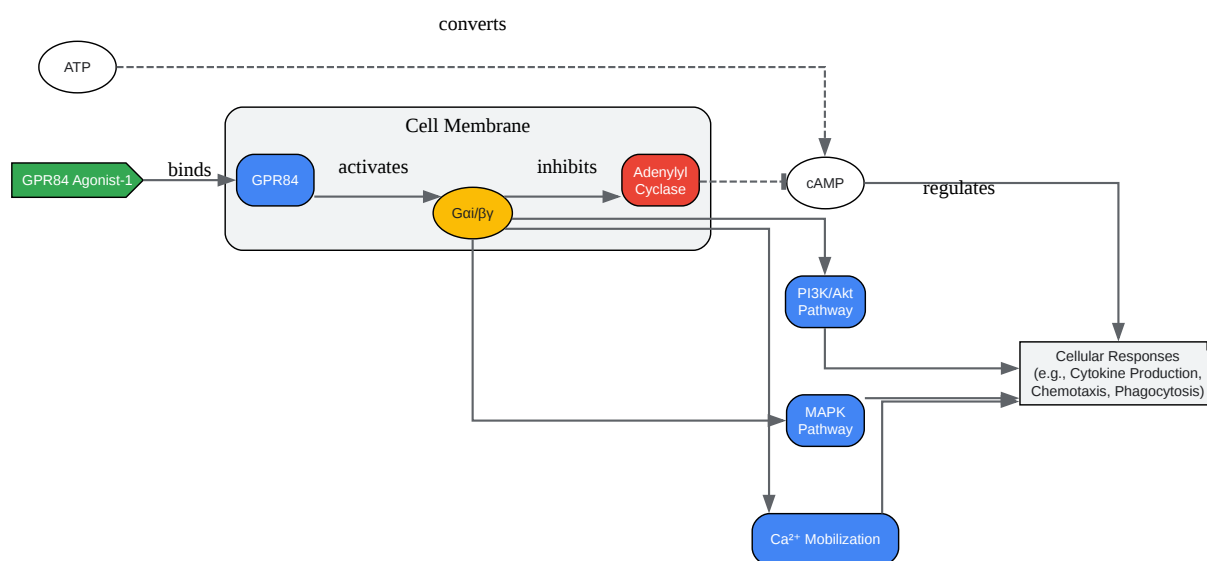 converts
ATP
Cell Membrane
GPR84 Agonist-1
binds
GPR84
activates
Gαi/βγ
inhibits
Adenylyl
Cyclase
cAMP
regulates
PI3K/Akt
Pathway
Cellular Responses
(e.g., Cytokine Production,
Chemotaxis, Phagocytosis)
MAPK
Pathway
Ca²⁺ Mobilization